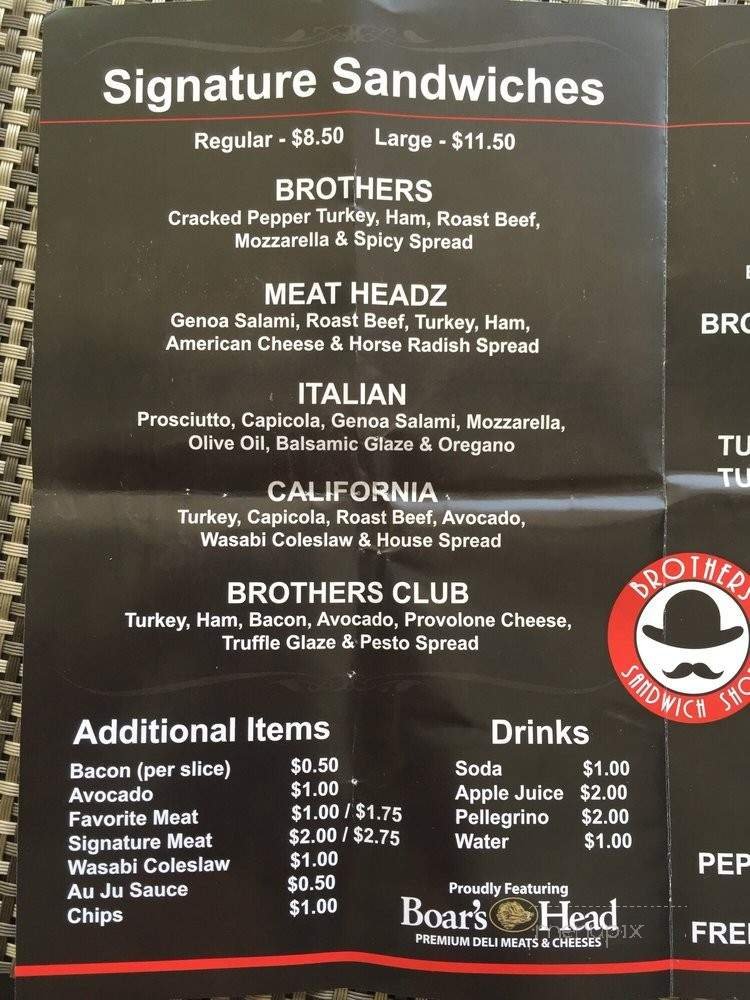 Signature Sandwiches
Regular - $8.50 Large - $11.50
BROTHERS
Cracked Pepper Turkey, Ham, Roast Beef,
Mozzarella & Spicy Spread
MEAT HEADZ
Genoa Salami, Roast Beef, Turkey, Ham,
American Cheese & Horse Radish Spread
ITALIAN
Prosciutto, Capicola, Genoa Salami, Mozzarella,
Olive Oil, Balsamic Glaze & Oregano
CALIFORNIA
Turkey, Capicola, Roast Beef, Avocado,
Wasabi Coleslaw & House Spread
BROTHERS CLUB
Turkey, Ham, Bacon, Avocado, Provolone Cheese,
Truffle Glaze & Pesto Spread
Additional Items
Bacon (per slice) $0.50
Avocado $1.00
Favorite Meat $1.00 / $1.75
Signature Meat $2.00 / $2.75
Wasabi Coleslaw $1.00
Au Ju Sauce $0.50
Chips $1.00
Drinks
Soda $1.00
Apple Juice $2.00
Pellegrino $2.00
Water $1.00
Proudly Featuring
Boar's Head
PREMIUM DELI MEATS & CHEESES
menupix
BRO
TU
TU
BROTHERS
SANDWICH SHO
PEP
FRE